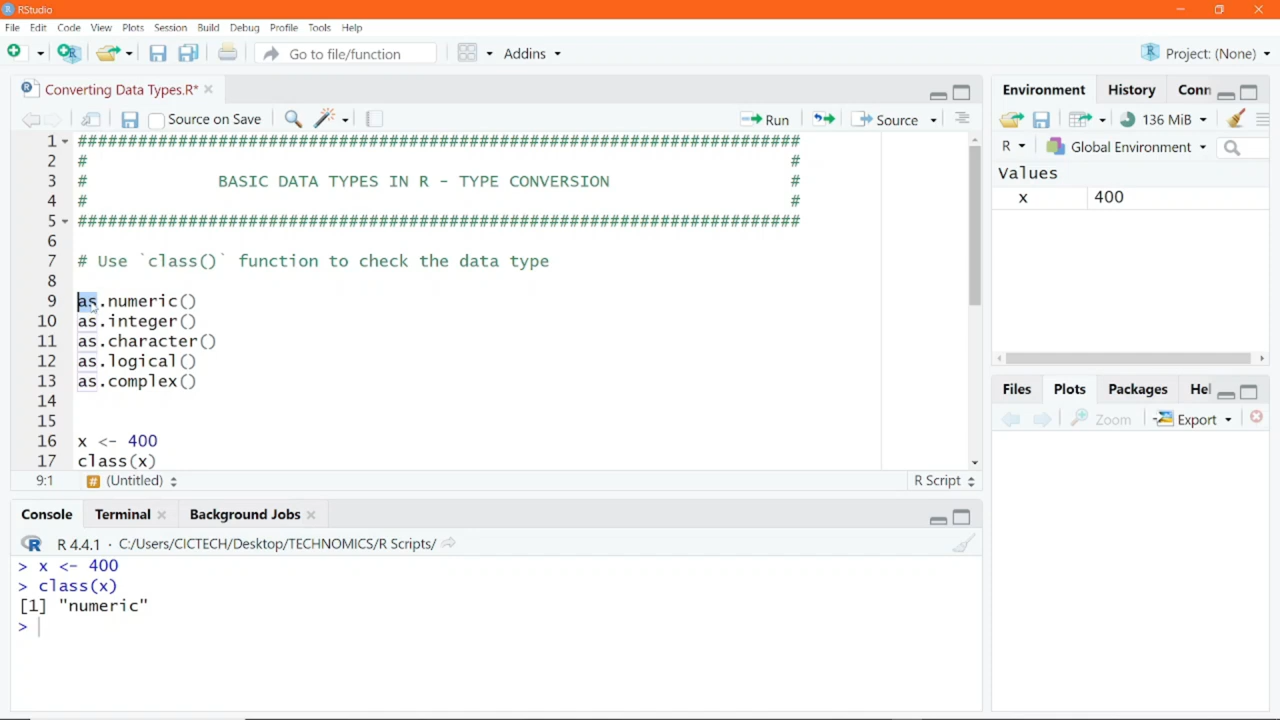 RStudio
File Edit Code View Plots Session Build Debug Profile Tools Help
Go to file/function Addins Project: (None)
Converting Data Types.R*
Source on Save Run Source
1 ########################################################################
2 # #
3 # BASIC DATA TYPES IN R - TYPE CONVERSION #
4 # #
5 ########################################################################
6
7 # Use `class()` function to check the data type
8
9 as.numeric()
10 as.integer()
11 as.character()
12 as.logical()
13 as.complex()
14
15
16 x <- 400
17 class(x)
9:1 # (Untitled) R Script
Console Terminal Background Jobs
R 4.4.1 · C:/Users/CICTECH/Desktop/TECHNOMICS/R Scripts/
> x <- 400
> class(x)
[1] "numeric"
>
Environment History Conn
136 MiB
R Global Environment
Values
x 400
Files Plots Packages Hel
Zoom Export